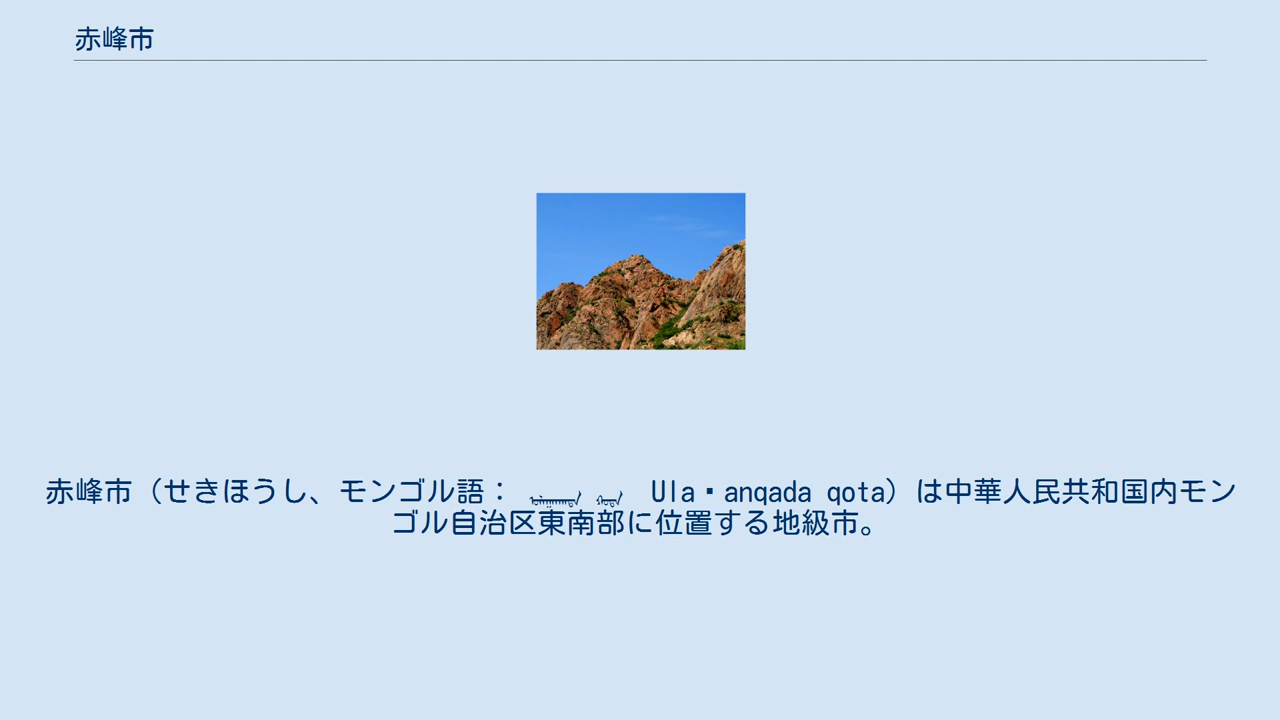 赤峰市
赤峰市（せきほうし、モンゴル語： Ula▪anqada qota）は中華人民共和国内モン
ゴル自治区東南部に位置する地級市。